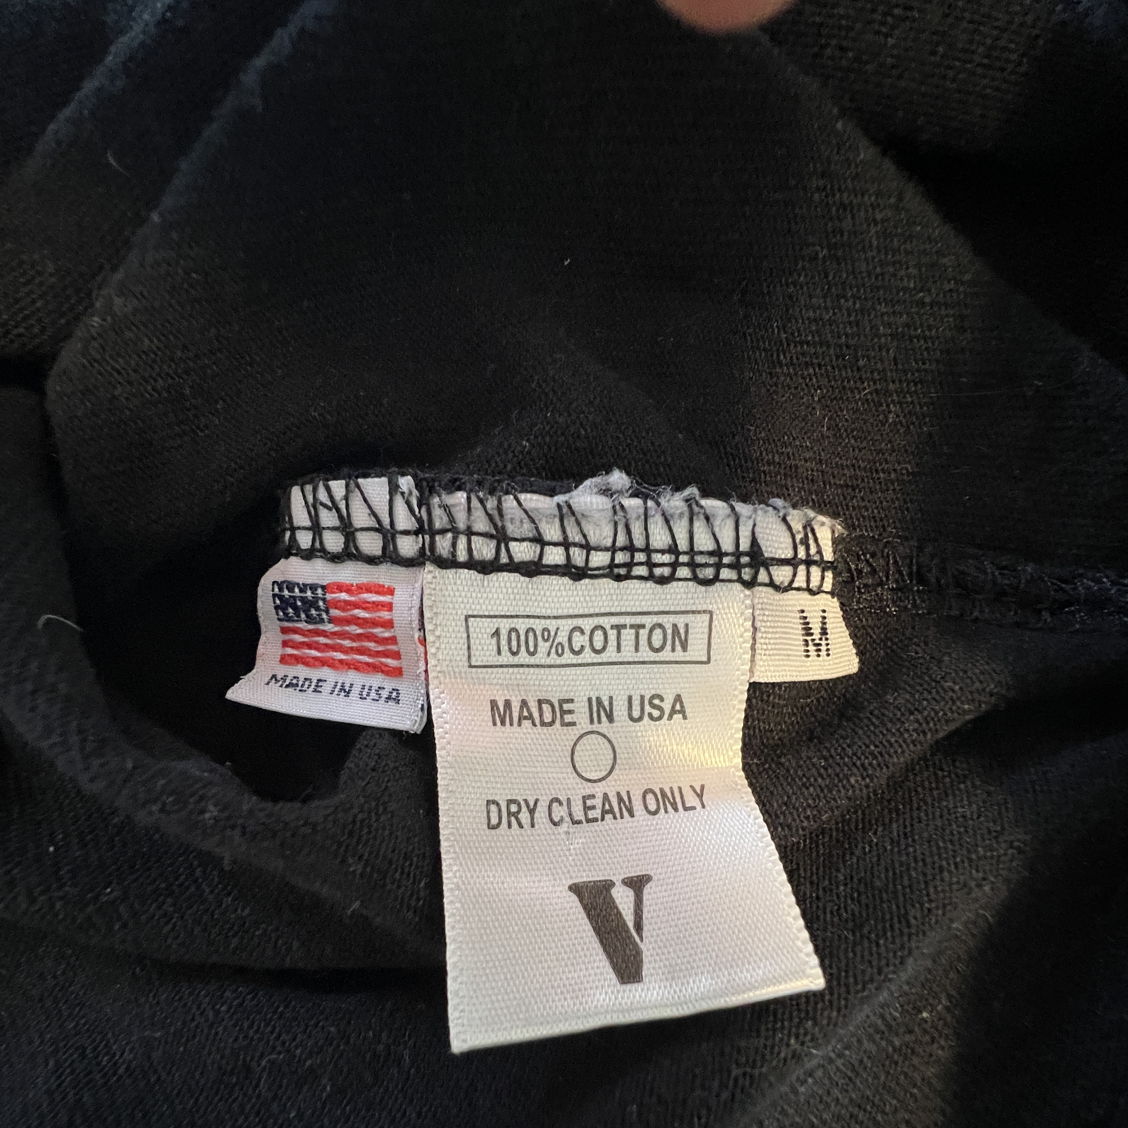 MADE IN USA
100%COTTON
MADE IN USA
DRY CLEAN ONLY
V
M